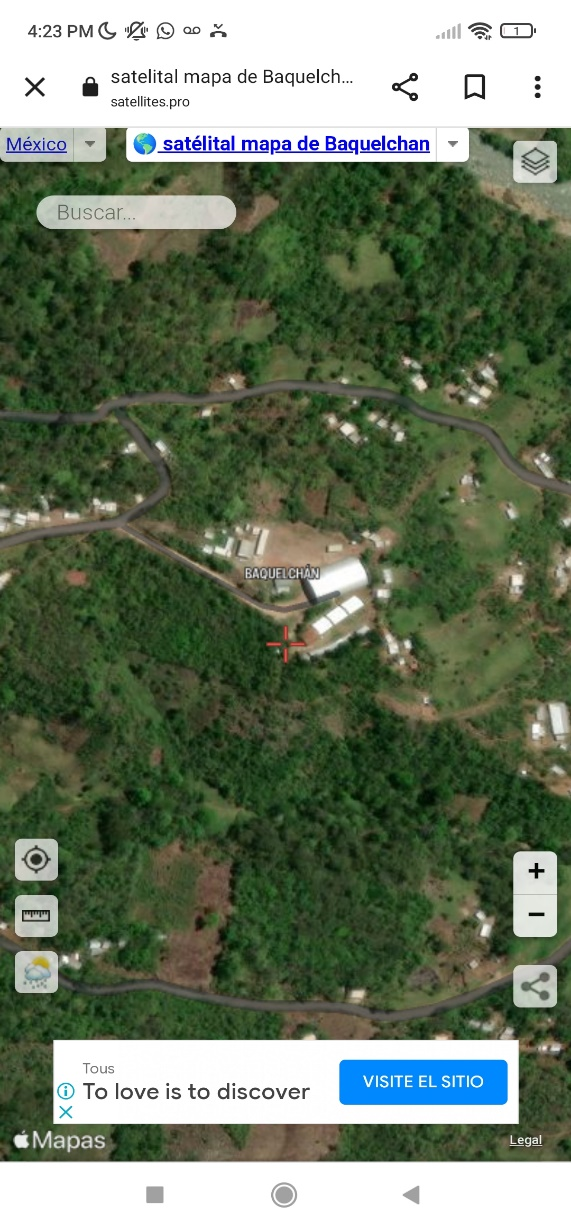 4:23 PM
1
satelital mapa de Baquelch...
satellites.pro
México
satélital mapa de Baquelchan
Buscar...
BAQUELCHÁN
+
−
Tous
To love is to discover
VISITE EL SITIO
Mapas
Legal